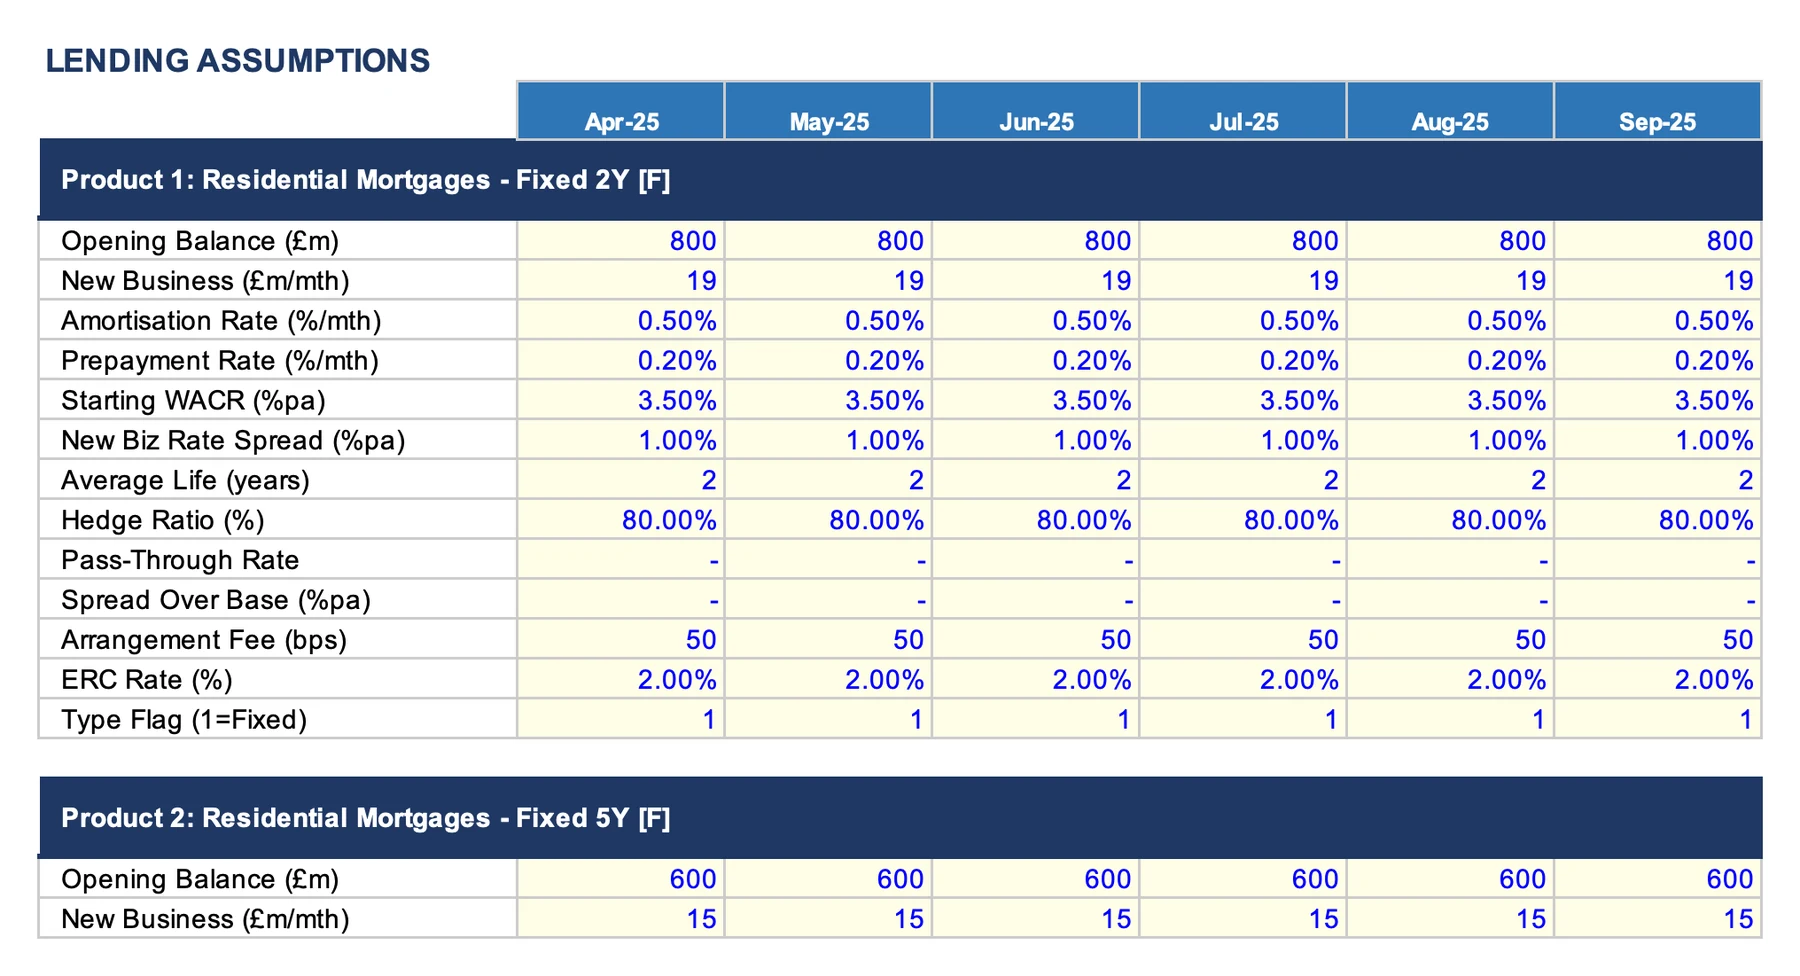 LENDING ASSUMPTIONS
Apr-25 May-25 Jun-25 Jul-25 Aug-25 Sep-25
Product 1: Residential Mortgages - Fixed 2Y [F]
Opening Balance (£m) 800 800 800 800 800 800
New Business (£m/mth) 19 19 19 19 19 19
Amortisation Rate (%/mth) 0.50% 0.50% 0.50% 0.50% 0.50% 0.50%
Prepayment Rate (%/mth) 0.20% 0.20% 0.20% 0.20% 0.20% 0.20%
Starting WACR (%pa) 3.50% 3.50% 3.50% 3.50% 3.50% 3.50%
New Biz Rate Spread (%pa) 1.00% 1.00% 1.00% 1.00% 1.00% 1.00%
Average Life (years) 2 2 2 2 2 2
Hedge Ratio (%) 80.00% 80.00% 80.00% 80.00% 80.00% 80.00%
Pass-Through Rate - - - - - -
Spread Over Base (%pa) - - - - - -
Arrangement Fee (bps) 50 50 50 50 50 50
ERC Rate (%) 2.00% 2.00% 2.00% 2.00% 2.00% 2.00%
Type Flag (1=Fixed) 1 1 1 1 1 1
Product 2: Residential Mortgages - Fixed 5Y [F]
Opening Balance (£m) 600 600 600 600 600 600
New Business (£m/mth) 15 15 15 15 15 15